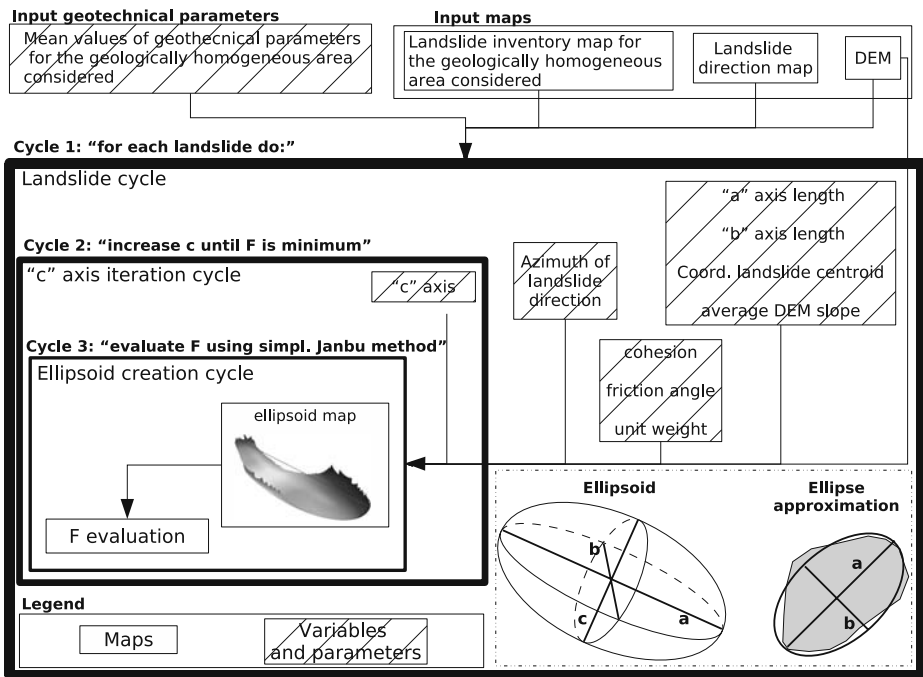 Input geotechnical parameters
Mean values of geothecnical parameters
for the geologically homogeneous area
considered
Input maps
Landslide inventory map for
the geologically homogeneous
area considered
Landslide
direction map
DEM
Cycle 1: “for each landslide do:”
Landslide cycle
“a” axis length
“b” axis length
Coord. landslide centroid
average DEM slope
Cycle 2: “increase c until F is minimum”
“c” axis iteration cycle
“c” axis
Azimuth of
landslide
direction
Cycle 3: “evaluate F using simpl. Janbu method”
Ellipsoid creation cycle
ellipsoid map
F evaluation
cohesion
friction angle
unit weight
Ellipsoid
b
c
a
Ellipse
approximation
a
b
Legend
Maps
Variables
and parameters